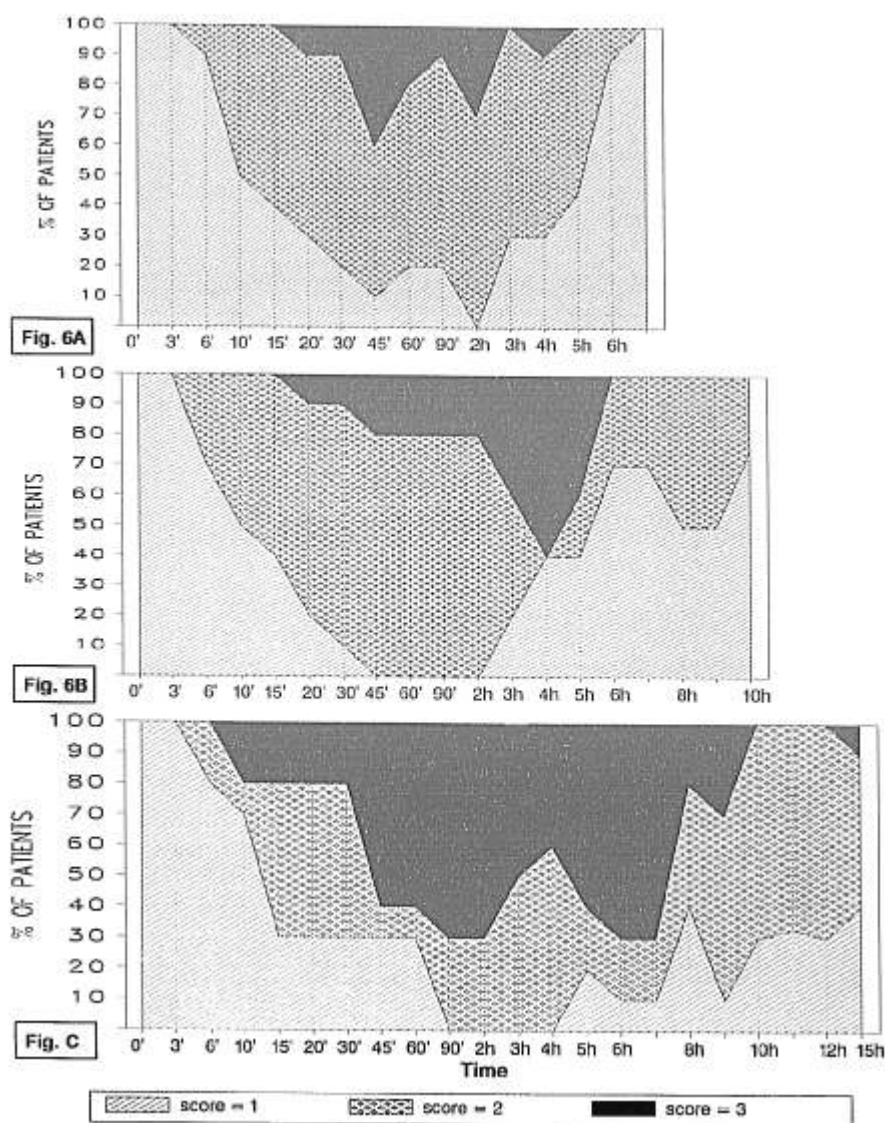 100
90
80
70
60
50
40
30
20
10
% OF PATIENTS
Fig. 6A
0' 3' 6' 10' 15' 20' 30' 45' 60' 90' 2h 3h 4h 5h 6h
100
90
80
70
60
50
40
30
20
10
% OF PATIENTS
Fig. 6B
0' 3' 6' 10' 15' 20' 30' 45' 60' 90' 2h 3h 4h 5h 6h 8h 10h
100
90
80
70
60
50
40
30
20
10
% OF PATIENTS
Fig. C
0' 3' 6' 10' 15' 20' 30' 45' 60' 90' 2h 3h 4h 5h 6h 8h 10h 12h 15h
Time
score = 1 score = 2 score = 3